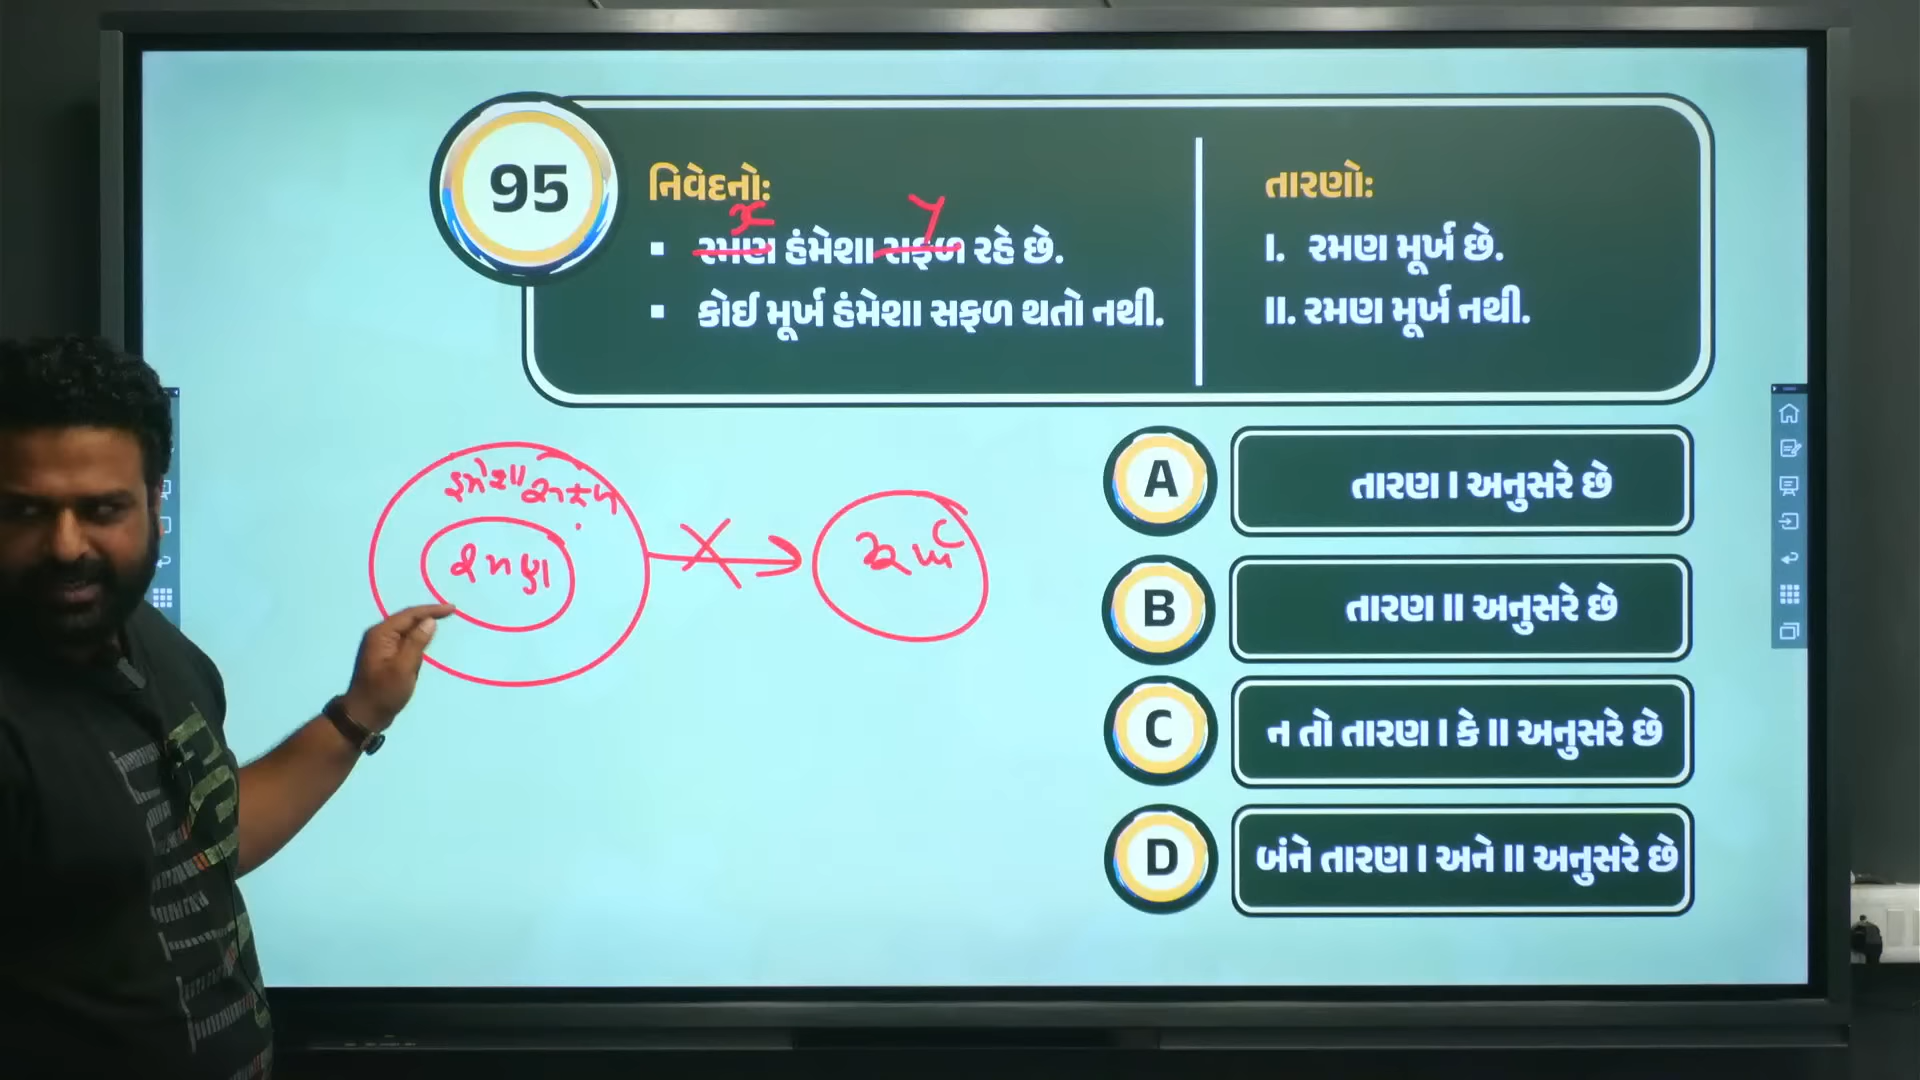 95
નિવેદનો:
x y
▪ રમણ હંમેશા સફળ રહે છે.
▪ કોઈ મૂર્ખ હંમેશા સફળ થતો નથી.
તારણો:
I. રમણ મૂર્ખ છે.
II. રમણ મૂર્ખ નથી.
હંમેશા સફળ
રમણ
મૂર્ખ
A તારણ I અનુસરે છે
B તારણ II અનુસરે છે
C ન તો તારણ I કે II અનુસરે છે
D બંને તારણ I અને II અનુસરે છે